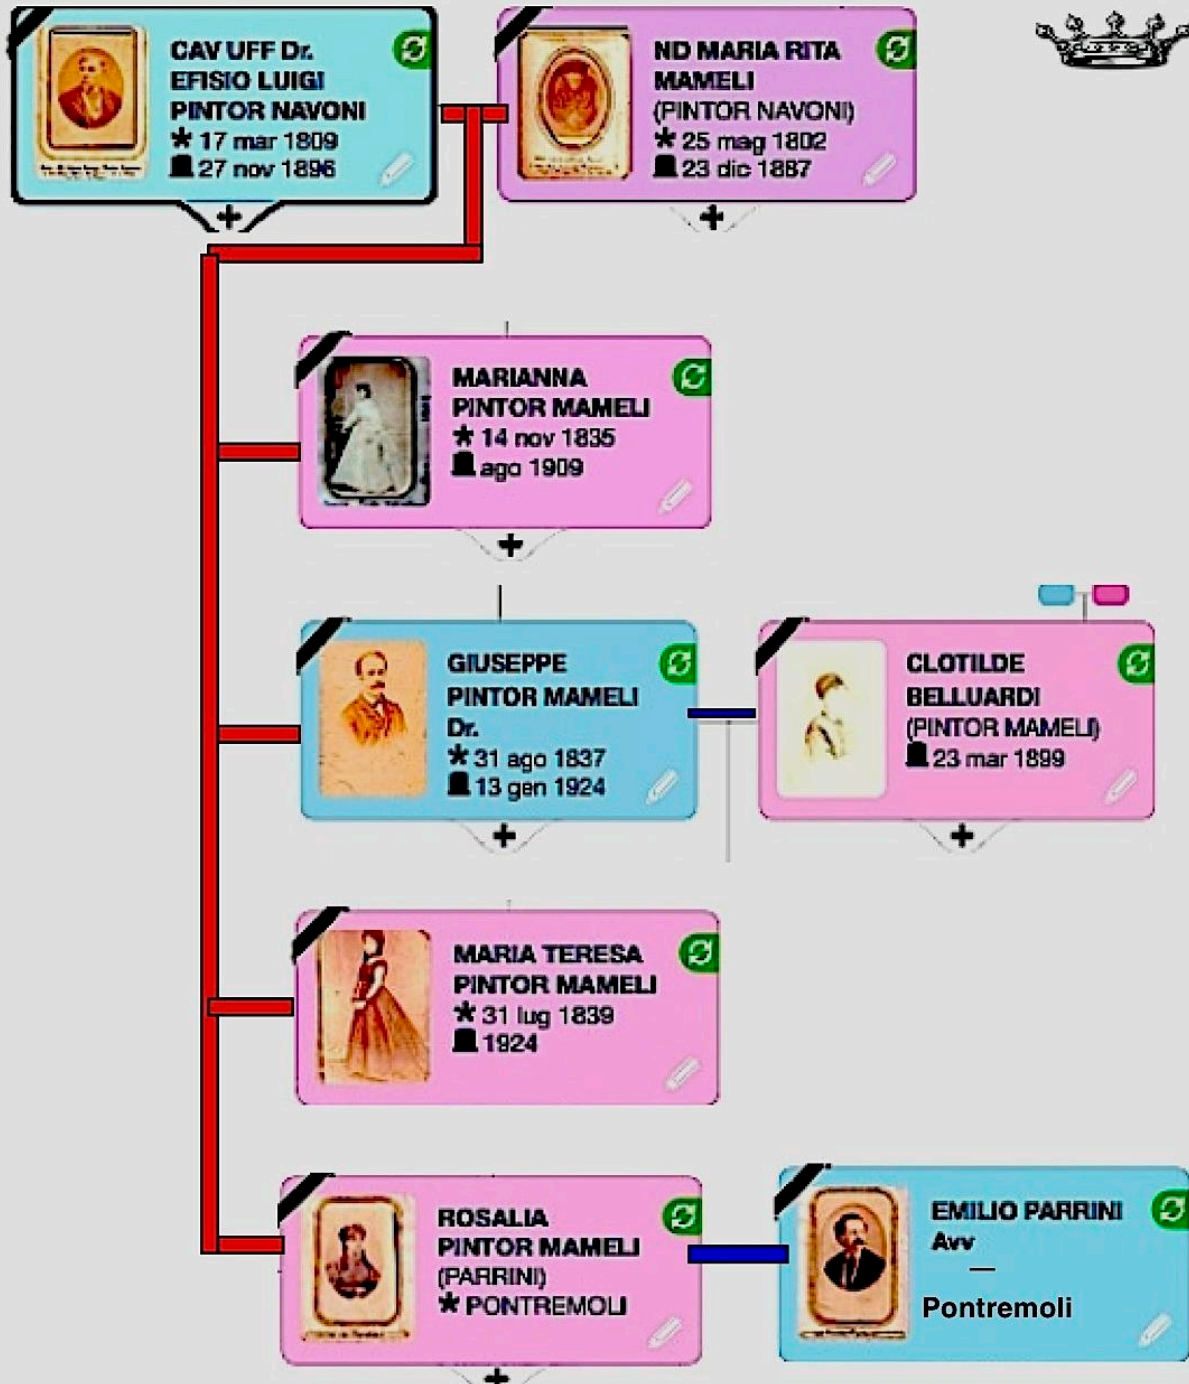 CAV UFF Dr.
EFISIO LUIGI
PINTOR NAVONI
* 17 mar 1809
27 nov 1896
ND MARIA RITA
MAMELI
(PINTOR NAVONI)
* 25 mag 1802
23 dic 1887
MARIANNA
PINTOR MAMELI
* 14 nov 1835
ago 1909
GIUSEPPE
PINTOR MAMELI
Dr.
* 31 ago 1837
13 gen 1924
CLOTILDE
BELLUARDI
(PINTOR MAMELI)
23 mar 1899
MARIA TERESA
PINTOR MAMELI
* 31 lug 1839
1924
ROSALIA
PINTOR MAMELI
(PARRINI)
* PONTREMOLI
EMILIO PARRINI
Avv
—
Pontremoli